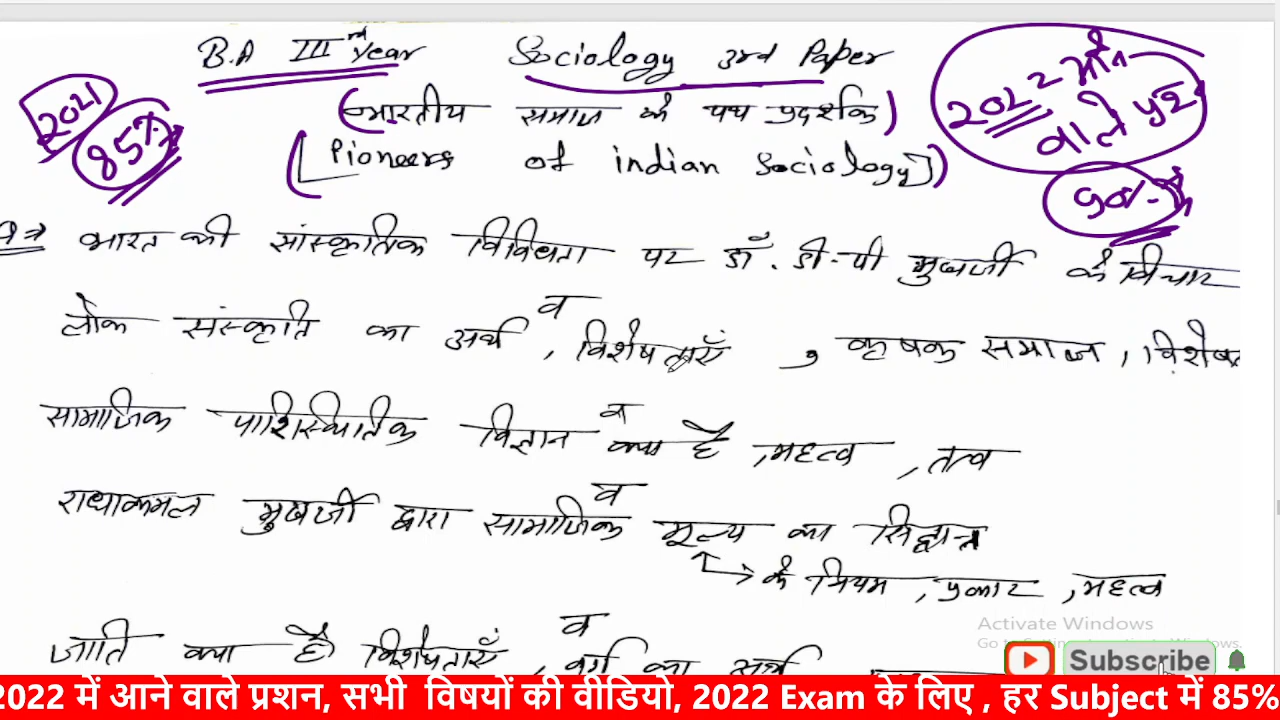 B.A III rd Year Sociology 3rd Paper
2021
85%
(भारतीय समाज के पथ प्रदर्शक)
[Pioneers of indian Sociology]
2022 में आने वाले प्रश्न
90%
भारत की सांस्कृतिक विविधता पर डॉ. डी-पी मुखर्जी के विचार
लोक संस्कृति का अर्थ व, विशेषताएँ, कृषक समाज, विशेष
सामाजिक पारिस्थितिक विज्ञान व क्या है, महत्व, तत्व
राधाकमल मुखर्जी द्वारा सामाजिक व मूल्य का सिद्धान्त
→ के नियम, प्रकार, महत्व
जाति क्या है विशेषताएँ, व वर्ग का अर्थ
Activate Windows
Subscribe
2022 में आने वाले प्रशन, सभी विषयों की वीडियो, 2022 Exam के लिए , हर Subject में 85%